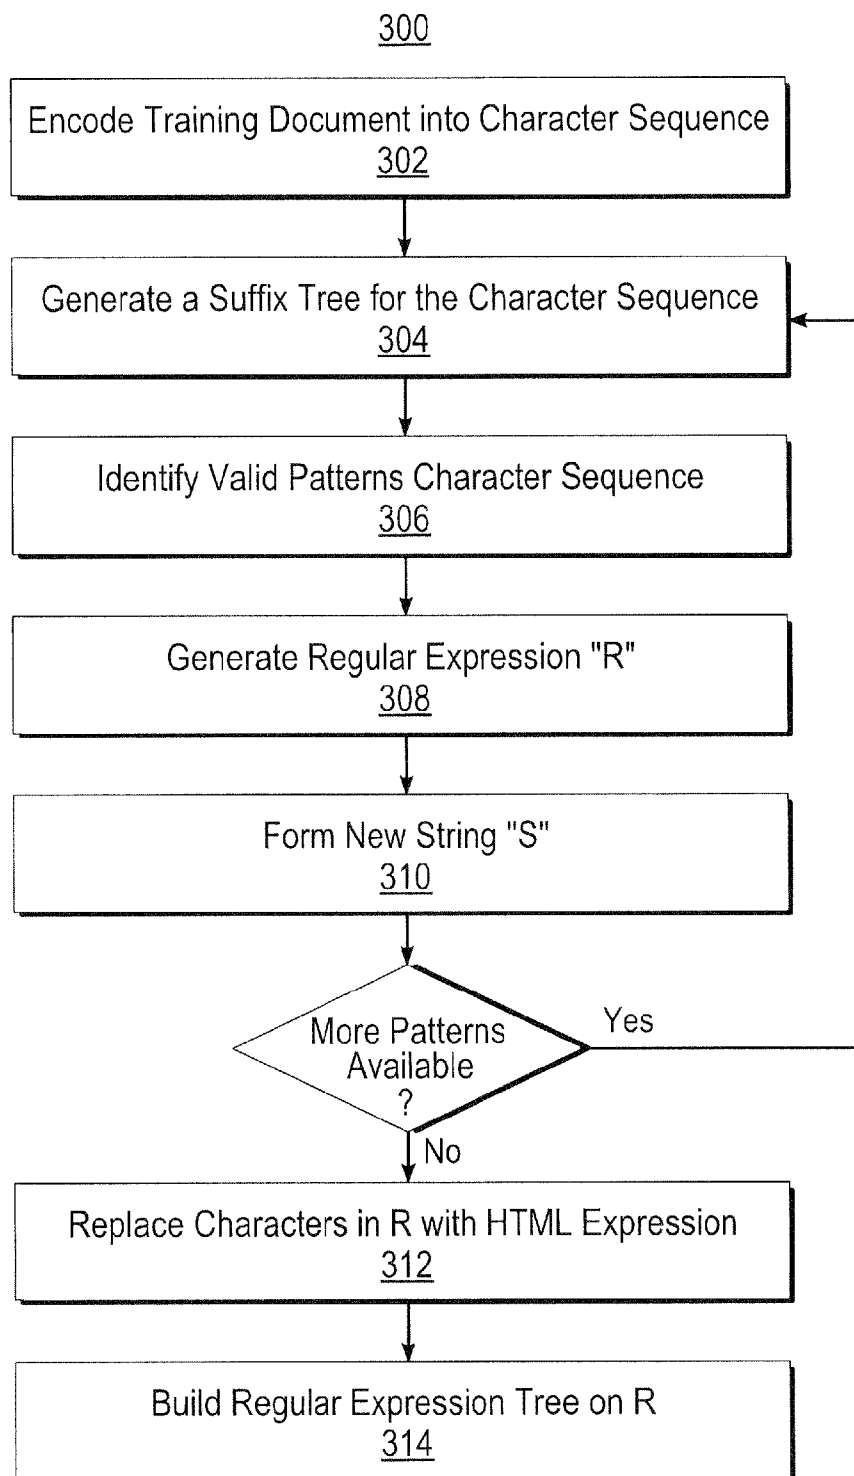 300
Encode Training Document into Character Sequence
302
Generate a Suffix Tree for the Character Sequence
304
Identify Valid Patterns Character Sequence
306
Generate Regular Expression "R"
308
Form New String "S"
310
More Patterns
Available
?
Yes
No
Replace Characters in R with HTML Expression
312
Build Regular Expression Tree on R
314